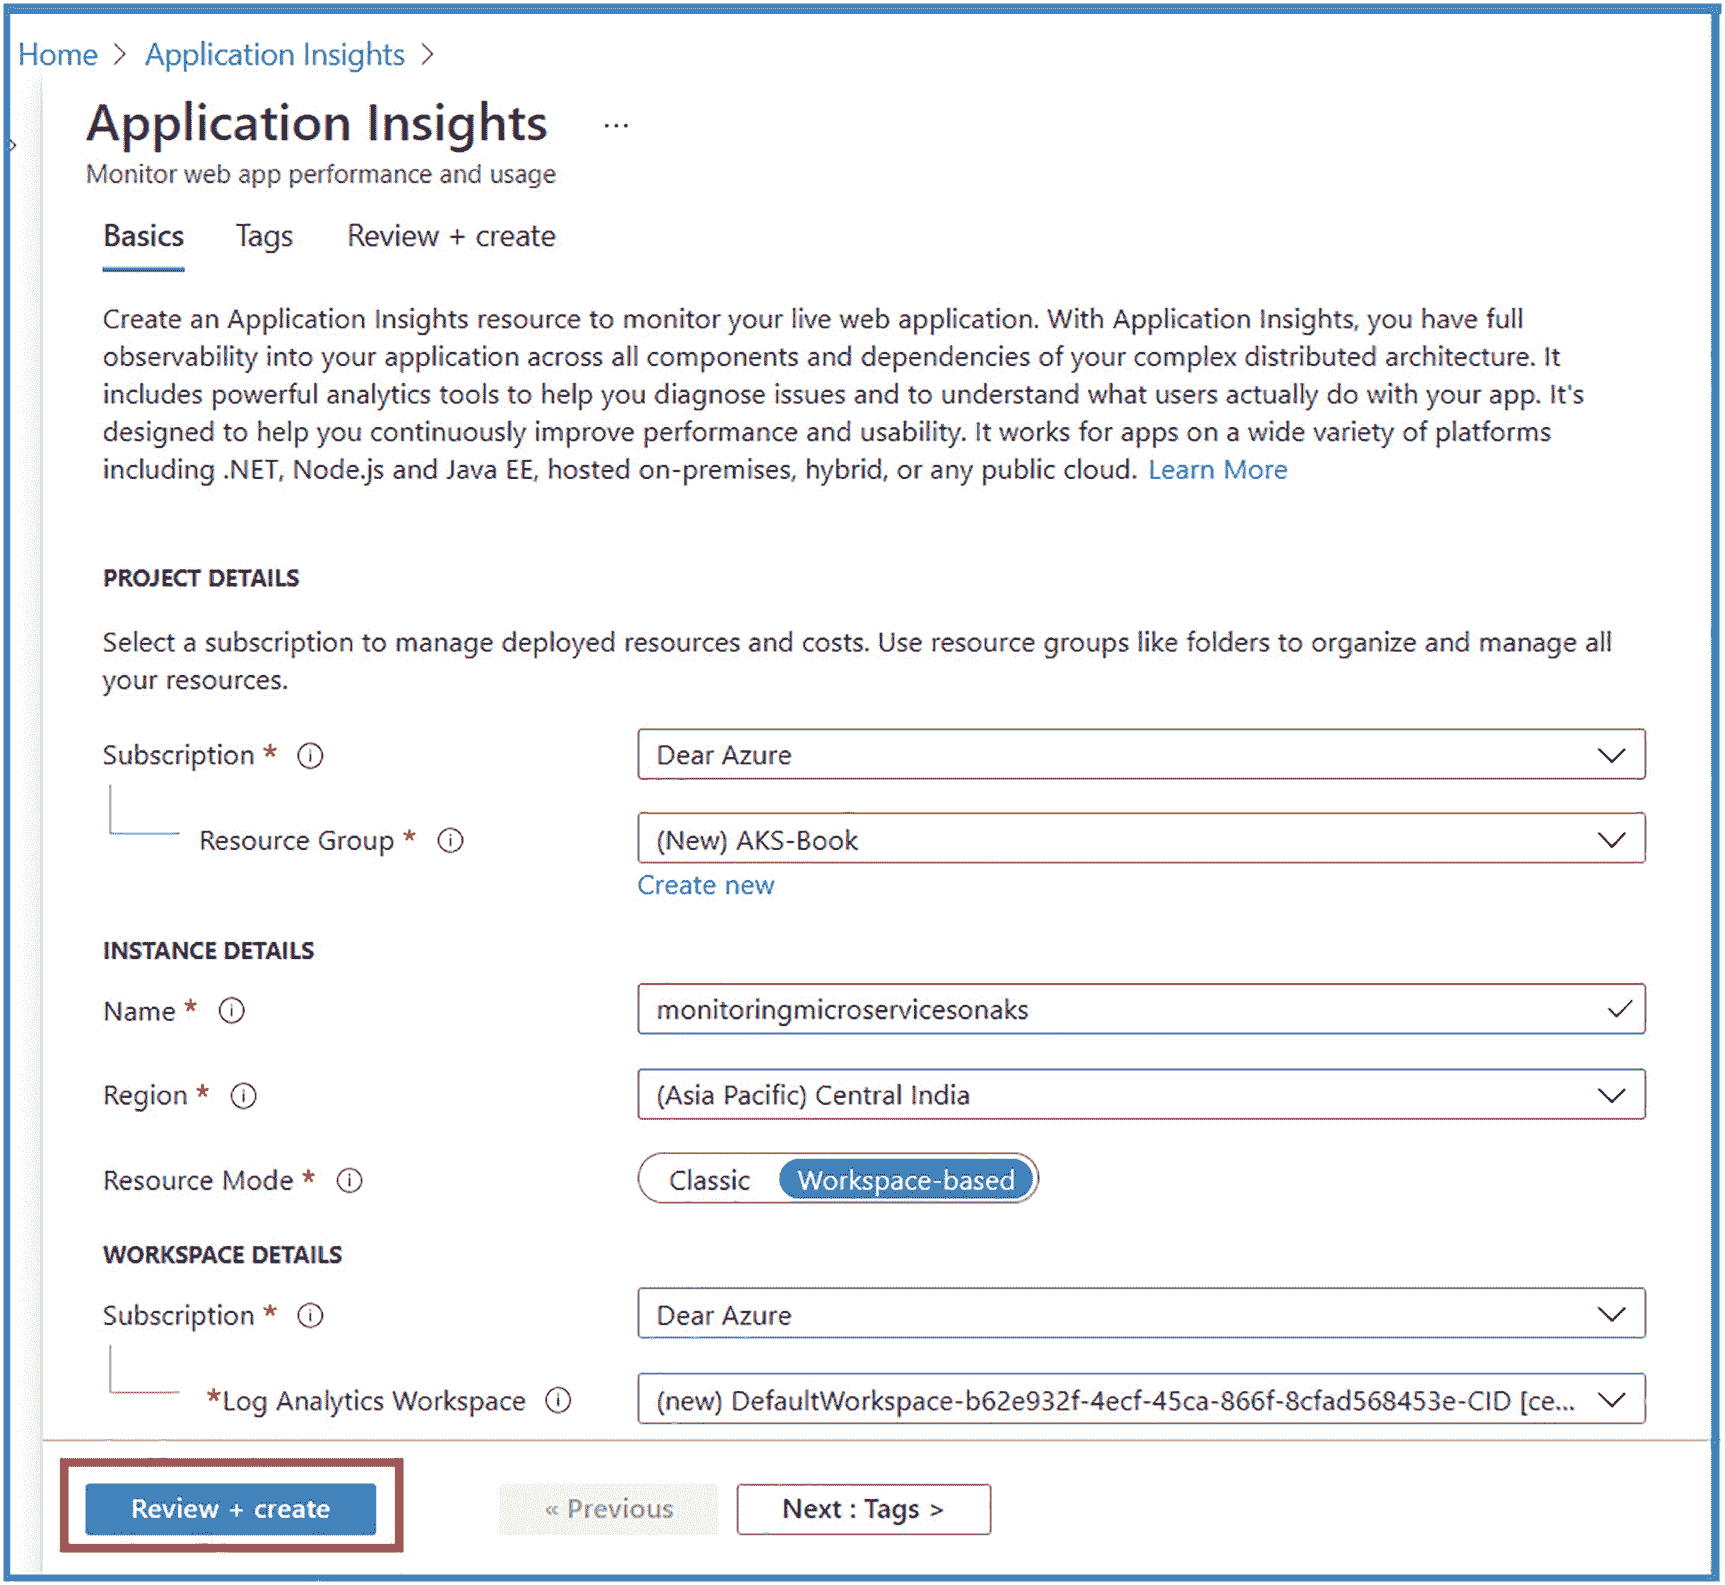 Home > Application Insights >
Application Insights ...
Monitor web app performance and usage
Basics Tags Review + create
Create an Application Insights resource to monitor your live web application. With Application Insights, you have full
observability into your application across all components and dependencies of your complex distributed architecture. It
includes powerful analytics tools to help you diagnose issues and to understand what users actually do with your app. It's
designed to help you continuously improve performance and usability. It works for apps on a wide variety of platforms
including .NET, Node.js and Java EE, hosted on-premises, hybrid, or any public cloud. Learn More
PROJECT DETAILS
Select a subscription to manage deployed resources and costs. Use resource groups like folders to organize and manage all
your resources.
Subscription * Dear Azure
Resource Group * (New) AKS-Book
Create new
INSTANCE DETAILS
Name * monitoringmicroservicesonaks
Region * (Asia Pacific) Central India
Resource Mode * Classic Workspace-based
WORKSPACE DETAILS
Subscription * Dear Azure
*Log Analytics Workspace (new) DefaultWorkspace-b62e932f-4ecf-45ca-866f-8cfad568453e-CID [ce...
Review + create « Previous Next : Tags >